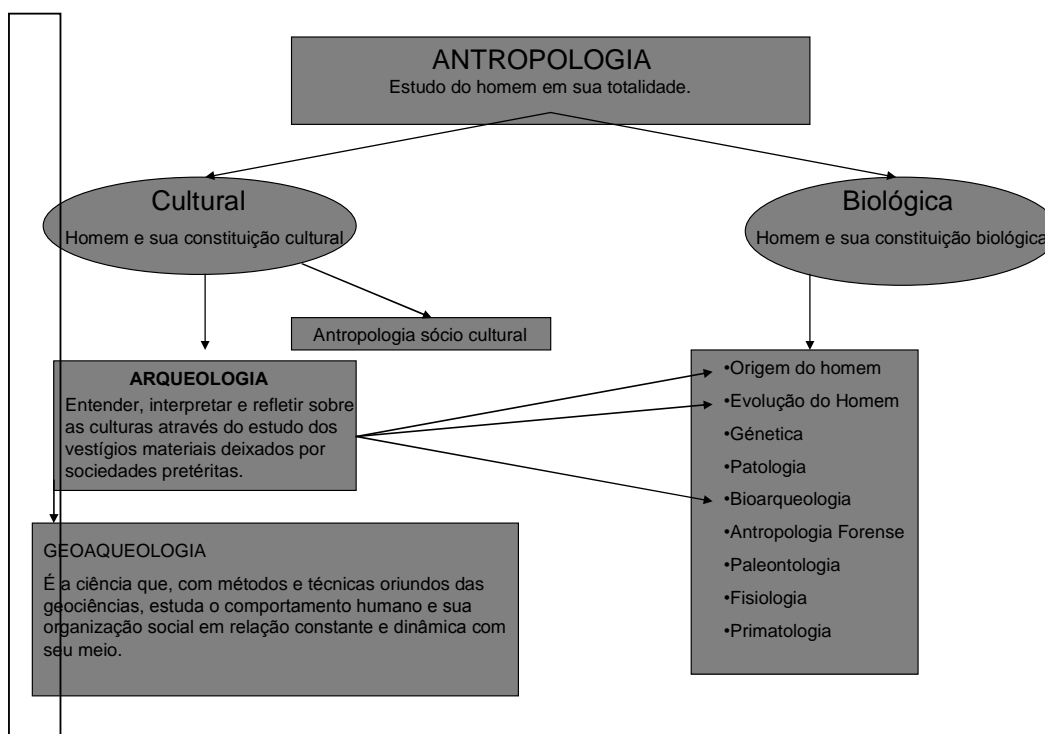 ANTROPOLOGIA
Estudo do homem em sua totalidade.
Cultural
Homem e sua constituição cultural
Biológica
Homem e sua constituição biológica
Antropologia sócio cultural
ARQUEOLOGIA
Entender, interpretar e refletir sobre
as culturas através do estudo dos
vestígios materiais deixados por
sociedades pretéritas.
•Origem do homem
•Evolução do Homem
•Génetica
•Patologia
•Bioarqueologia
•Antropologia Forense
•Paleontologia
•Fisiologia
•Primatologia
GEOAQUEOLOGIA
É a ciência que, com métodos e técnicas oriundos das
geociências, estuda o comportamento humano e sua
organização social em relação constante e dinâmica com
seu meio.